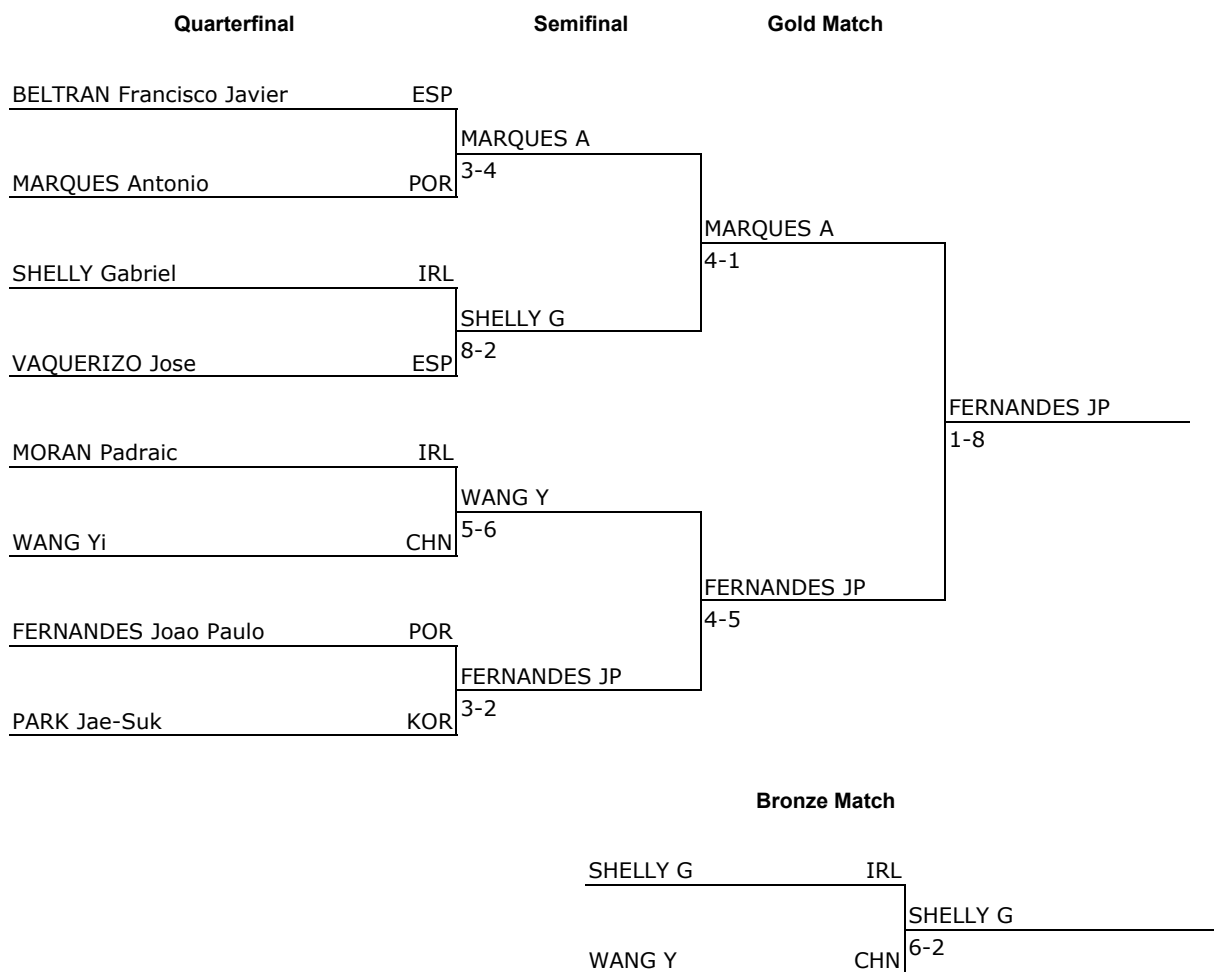 Quarterfinal Semifinal Gold Match
BELTRAN Francisco Javier ESP
MARQUES A
3-4
MARQUES Antonio POR
MARQUES A
4-1
SHELLY Gabriel IRL
SHELLY G
8-2
VAQUERIZO Jose ESP
FERNANDES JP
1-8
MORAN Padraic IRL
WANG Y
5-6
WANG Yi CHN
FERNANDES JP
4-5
FERNANDES Joao Paulo POR
FERNANDES JP
3-2
PARK Jae-Suk KOR
Bronze Match
SHELLY G IRL
SHELLY G
6-2
WANG Y CHN